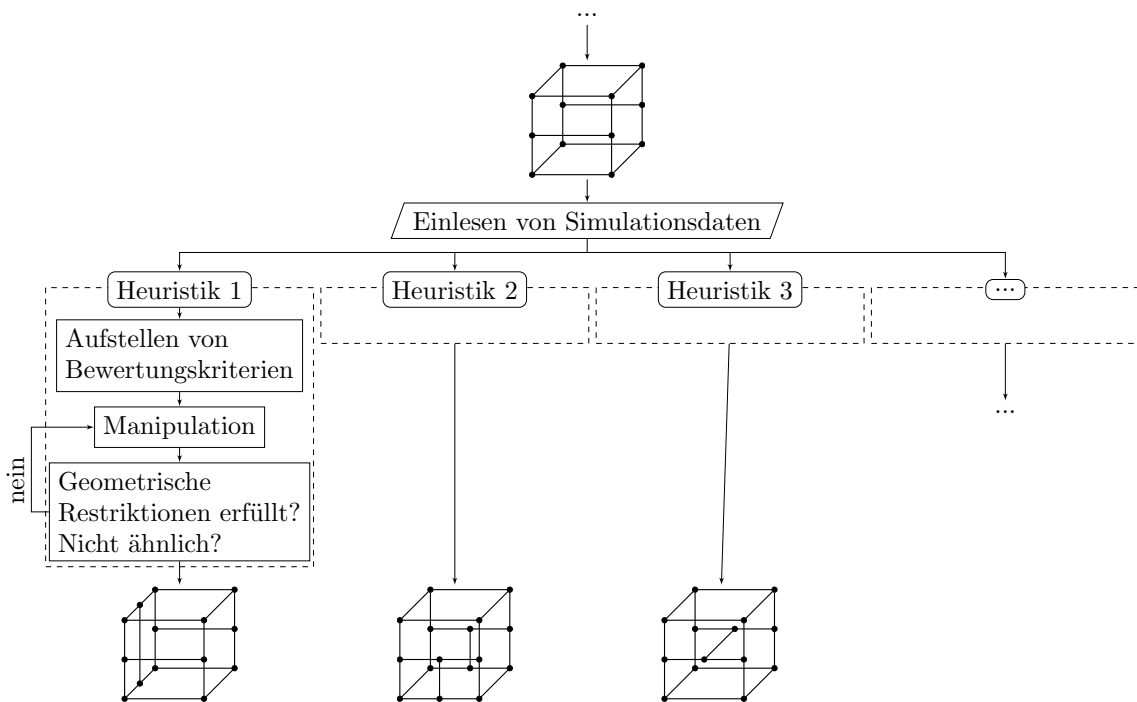 ...
Einlesen von Simulationsdaten
Heuristik 1
Heuristik 2
Heuristik 3
...
Aufstellen von
Bewertungskriterien
Manipulation
...
nein
Geometrische
Restriktionen erfüllt?
Nicht ähnlich?